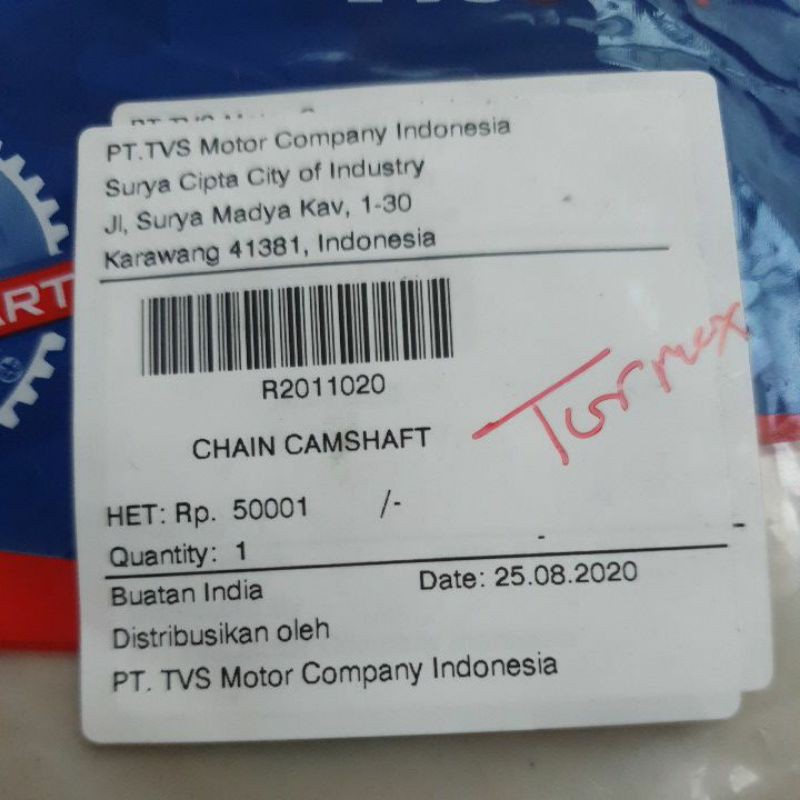 ART
PT.TVS Motor Company Indonesia
Surya Cipta City of Industry
Jl, Surya Madya Kav, 1-30
Karawang 41381, Indonesia
R2011020
CHAIN CAMSHAFT
Tormax
HET: Rp. 50001 /-
Quantity: 1
Buatan India Date: 25.08.2020
Distribusikan oleh
PT. TVS Motor Company Indonesia